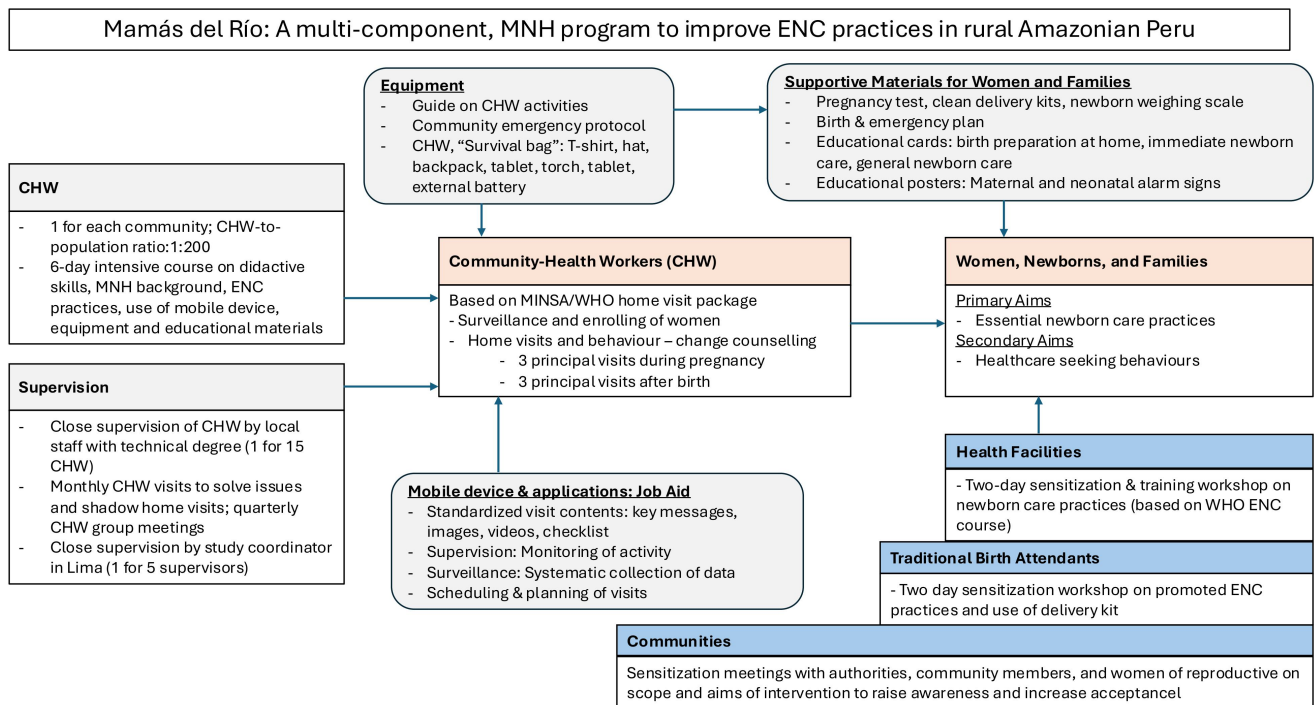 Mamás del Río: A multi-component, MNH program to improve ENC practices in rural Amazonian Peru
Equipment
- Guide on CHW activities
- Community emergency protocol
- CHW, “Survival bag”: T-shirt, hat,
backpack, tablet, torch, tablet,
external battery
Supportive Materials for Women and Families
- Pregnancy test, clean delivery kits, newborn weighing scale
- Birth & emergency plan
- Educational cards: birth preparation at home, immediate newborn
care, general newborn care
- Educational posters: Maternal and neonatal alarm signs
CHW
- 1 for each community; CHW-to-
population ratio:1:200
- 6-day intensive course on didactive
skills, MNH background, ENC
practices, use of mobile device,
equipment and educational materials
Community-Health Workers (CHW)
Based on MINSA/WHO home visit package
- Surveillance and enrolling of women
- Home visits and behaviour – change counselling
- 3 principal visits during pregnancy
- 3 principal visits after birth
Women, Newborns, and Families
Primary Aims
- Essential newborn care practices
Secondary Aims
- Healthcare seeking behaviours
Supervision
- Close supervision of CHW by local
staff with technical degree (1 for 15
CHW)
- Monthly CHW visits to solve issues
and shadow home visits; quarterly
CHW group meetings
- Close supervision by study coordinator
in Lima (1 for 5 supervisors)
Mobile device & applications: Job Aid
- Standardized visit contents: key messages,
images, videos, checklist
- Supervision: Monitoring of activity
- Surveillance: Systematic collection of data
- Scheduling & planning of visits
Health Facilities
- Two-day sensitization & training workshop on
newborn care practices (based on WHO ENC
course)
Traditional Birth Attendants
- Two day sensitization workshop on promoted ENC
practices and use of delivery kit
Communities
Sensitization meetings with authorities, community members, and women of reproductive on
scope and aims of intervention to raise awareness and increase acceptancel